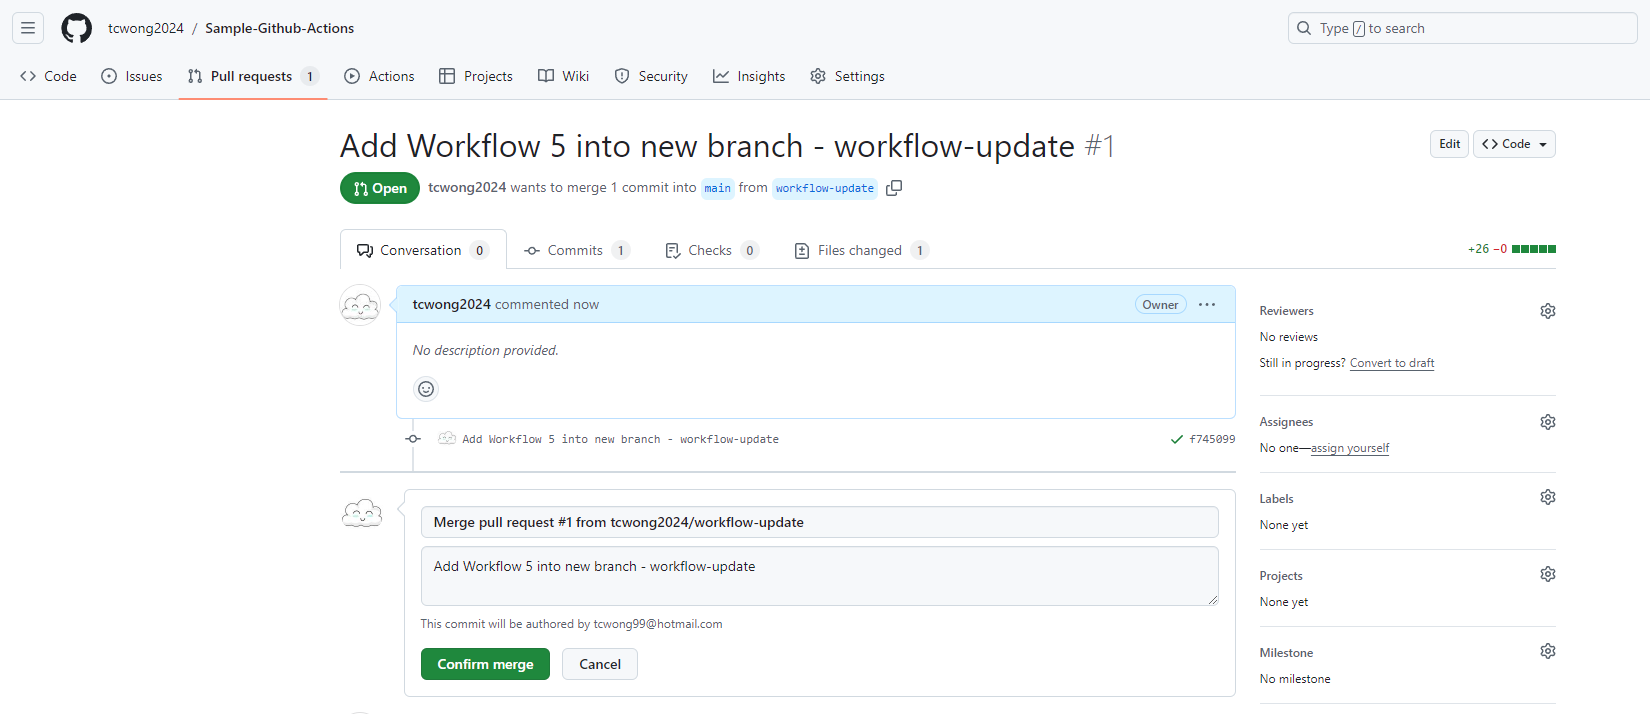 tcwong2024 / Sample-Github-Actions
Type / to search
Code
Issues
Pull requests 1
Actions
Projects
Wiki
Security
Insights
Settings
Add Workflow 5 into new branch - workflow-update #1
Edit
<> Code
Open
tcwong2024 wants to merge 1 commit into main from workflow-update
Conversation 0
Commits 1
Checks 0
Files changed 1
+26 −0
tcwong2024 commented now
Owner
No description provided.
Add Workflow 5 into new branch - workflow-update
f745099
Merge pull request #1 from tcwong2024/workflow-update
Add Workflow 5 into new branch - workflow-update
This commit will be authored by tcwong99@hotmail.com
Confirm merge
Cancel
Reviewers
No reviews
Still in progress? Convert to draft
Assignees
No one—assign yourself
Labels
None yet
Projects
None yet
Milestone
No milestone